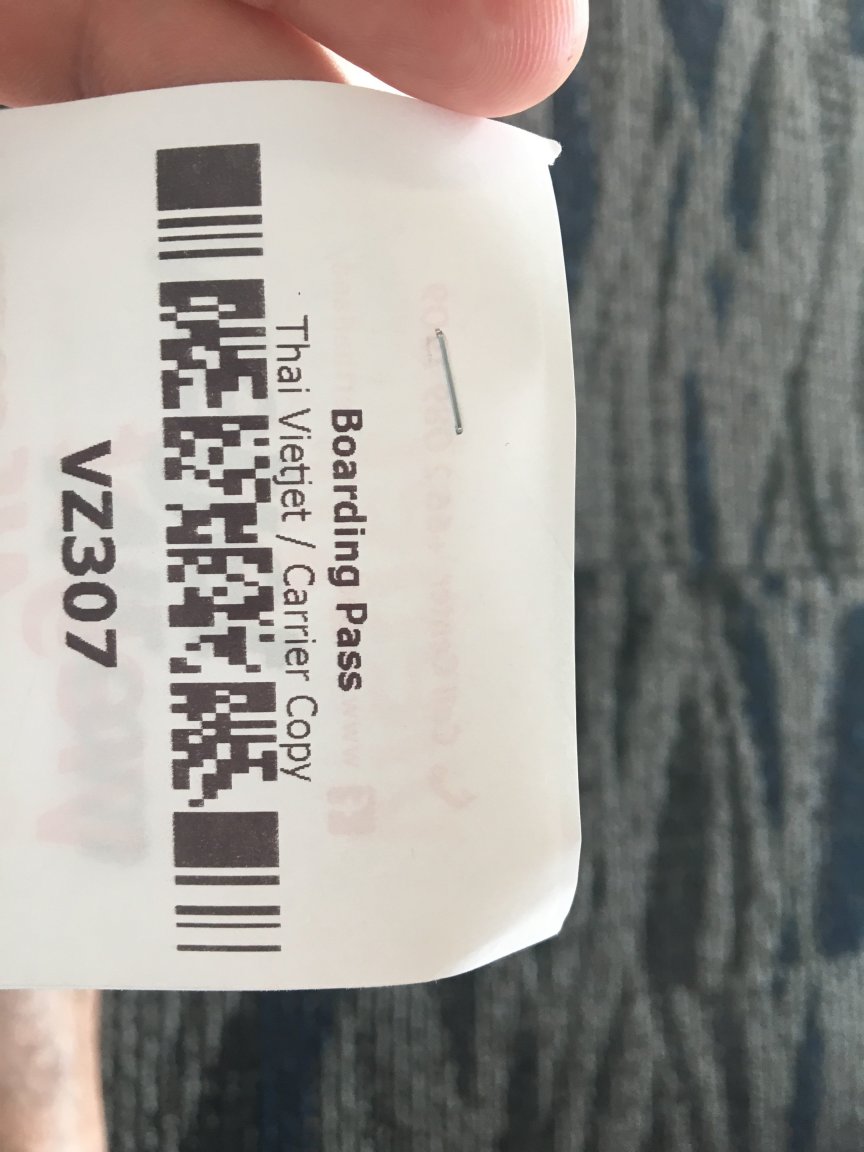 Boarding Pass
Thai Vietjet / Carrier Copy
VZ307